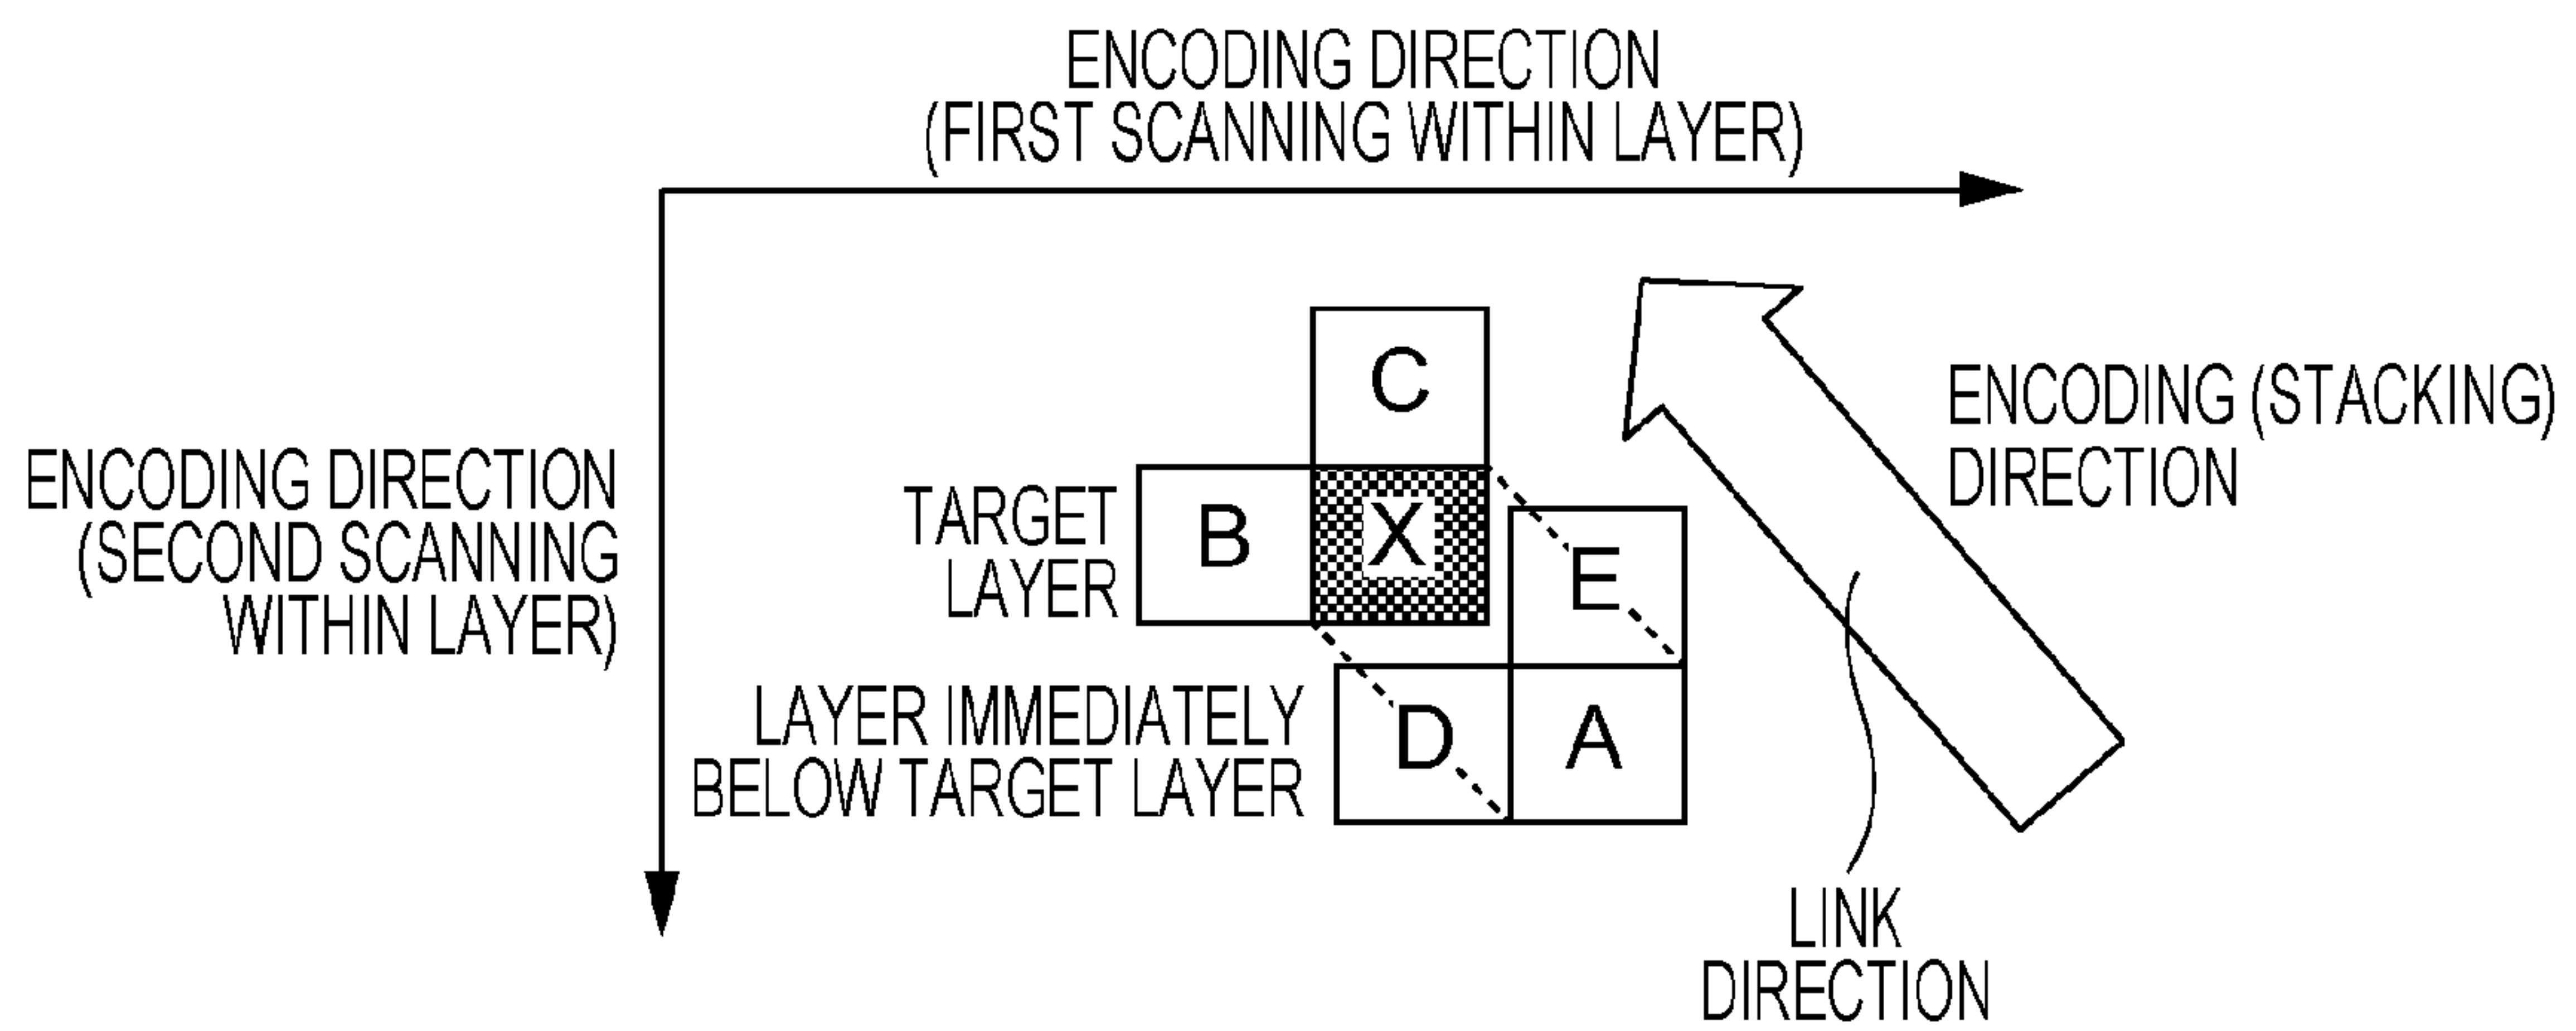 ENCODING DIRECTION
(FIRST SCANNING WITHIN LAYER)
ENCODING DIRECTION
(SECOND SCANNING
WITHIN LAYER)
TARGET
LAYER
C
B
X
E
LAYER IMMEDIATELY
BELOW TARGET LAYER
D
A
ENCODING (STACKING)
DIRECTION
LINK
DIRECTION